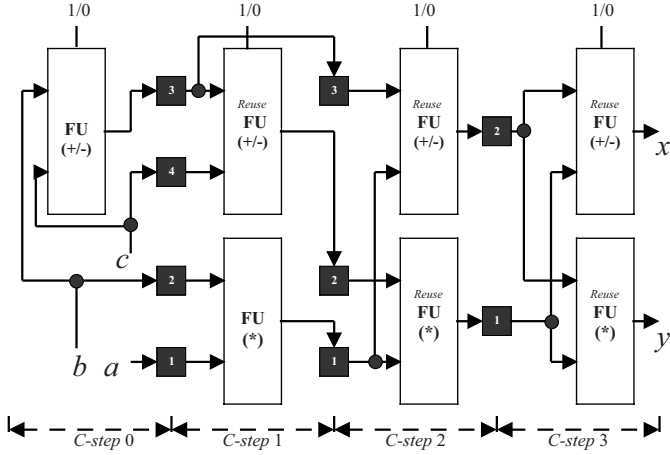 1/0 1/0 1/0 1/0
3 3
Reuse Reuse Reuse
FU FU FU FU
(+/-) (+/-) (+/-) (+/-)
2
x
4
c
2 2
Reuse Reuse
FU FU FU
(*) (*) (*)
1
y
b a 1 1
C-step 0 C-step 1 C-step 2 C-step 3